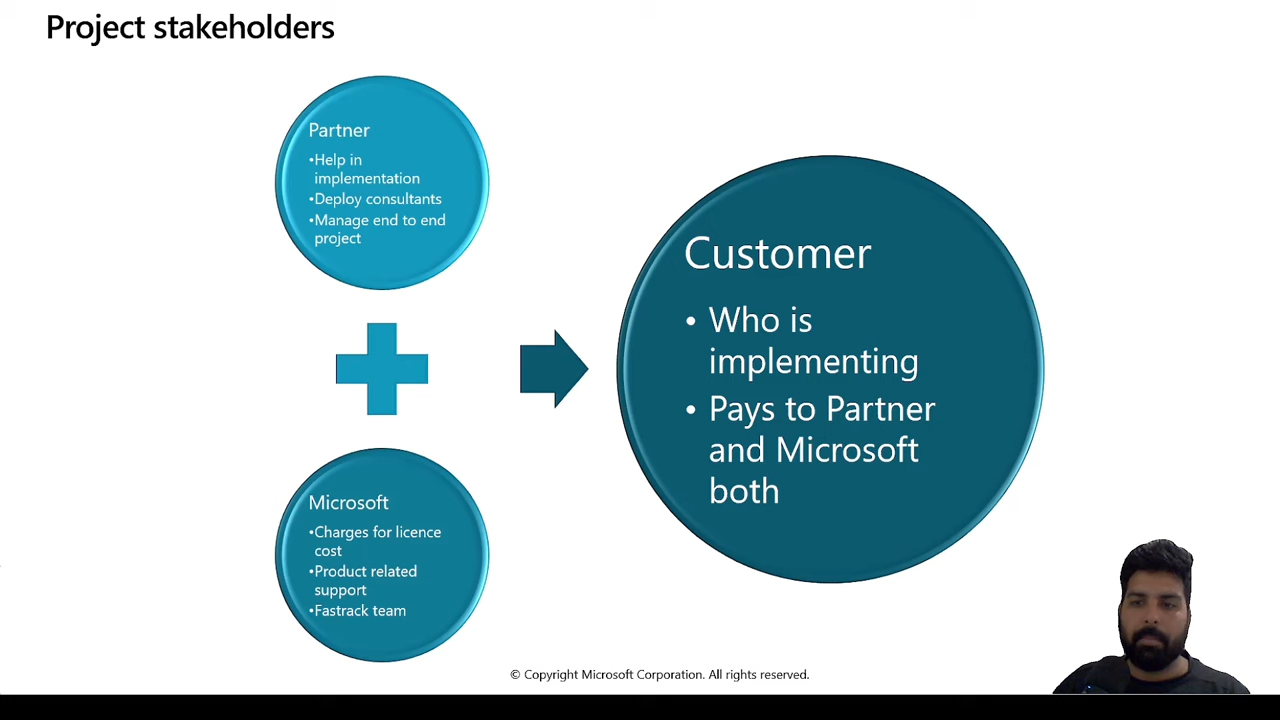 Project stakeholders
Partner
•Help in
implementation
•Deploy consultants
•Manage end to end
project
Microsoft
•Charges for licence
cost
•Product related
support
•Fastrack team
Customer
• Who is
implementing
• Pays to Partner
and Microsoft
both
© Copyright Microsoft Corporation. All rights reserved.